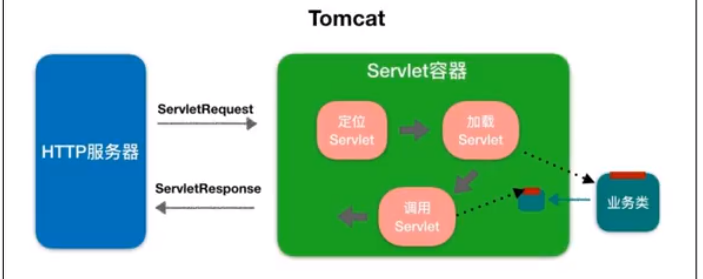 Tomcat
Servlet容器
ServletRequest
定位
Servlet
加载
Servlet
HTTP服务器
ServletResponse
调用
Servlet
业务类